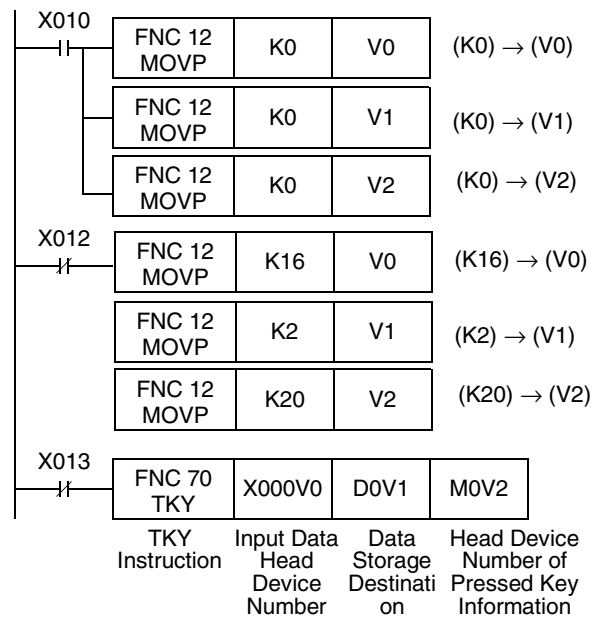 X010
FNC 12 MOVP K0 V0 (K0) → (V0)
FNC 12 MOVP K0 V1 (K0) → (V1)
FNC 12 MOVP K0 V2 (K0) → (V2)
X012
FNC 12 MOVP K16 V0 (K16) → (V0)
FNC 12 MOVP K2 V1 (K2) → (V1)
FNC 12 MOVP K20 V2 (K20) → (V2)
X013
FNC 70 TKY X000V0 D0V1 M0V2
TKY Instruction
Input Data Head Device Number
Data Storage Destinati on
Head Device Number of Pressed Key Information